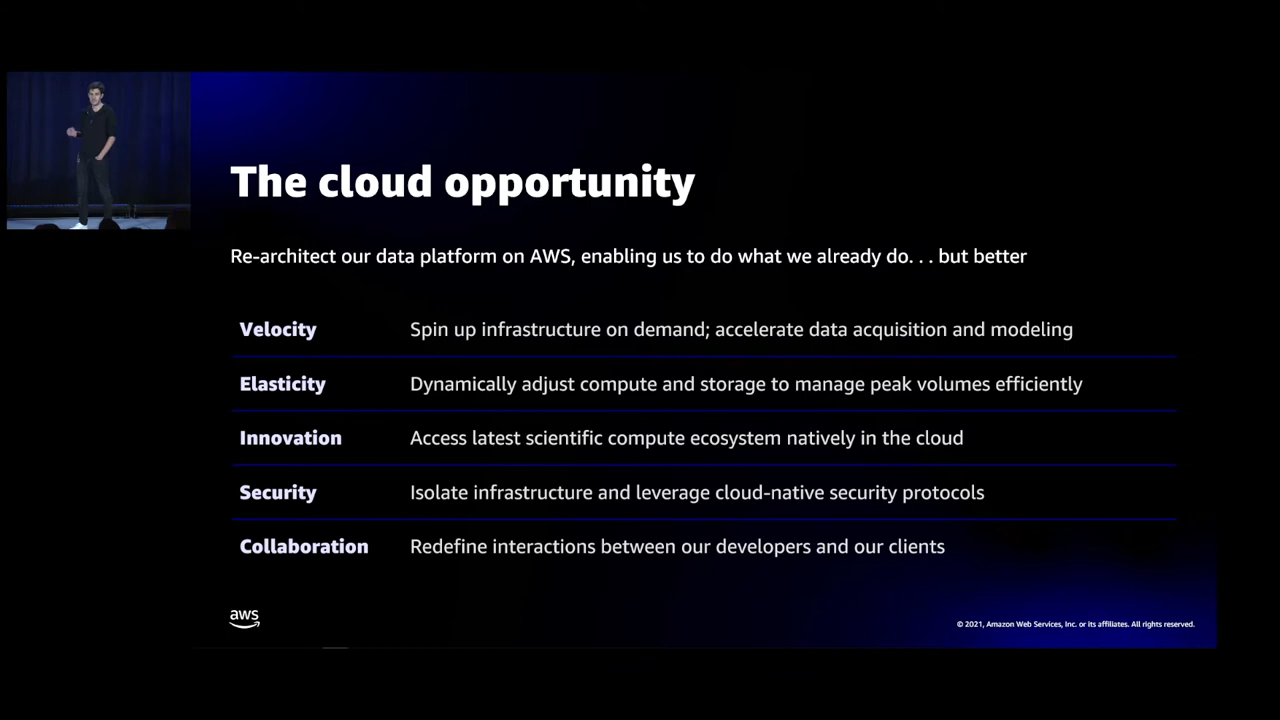 The cloud opportunity
Re-architect our data platform on AWS, enabling us to do what we already do. . . but better
Velocity Spin up infrastructure on demand; accelerate data acquisition and modeling
Elasticity Dynamically adjust compute and storage to manage peak volumes efficiently
Innovation Access latest scientific compute ecosystem natively in the cloud
Security Isolate infrastructure and leverage cloud-native security protocols
Collaboration Redefine interactions between our developers and our clients
aws
© 2021, Amazon Web Services, Inc. or its affiliates. All rights reserved.